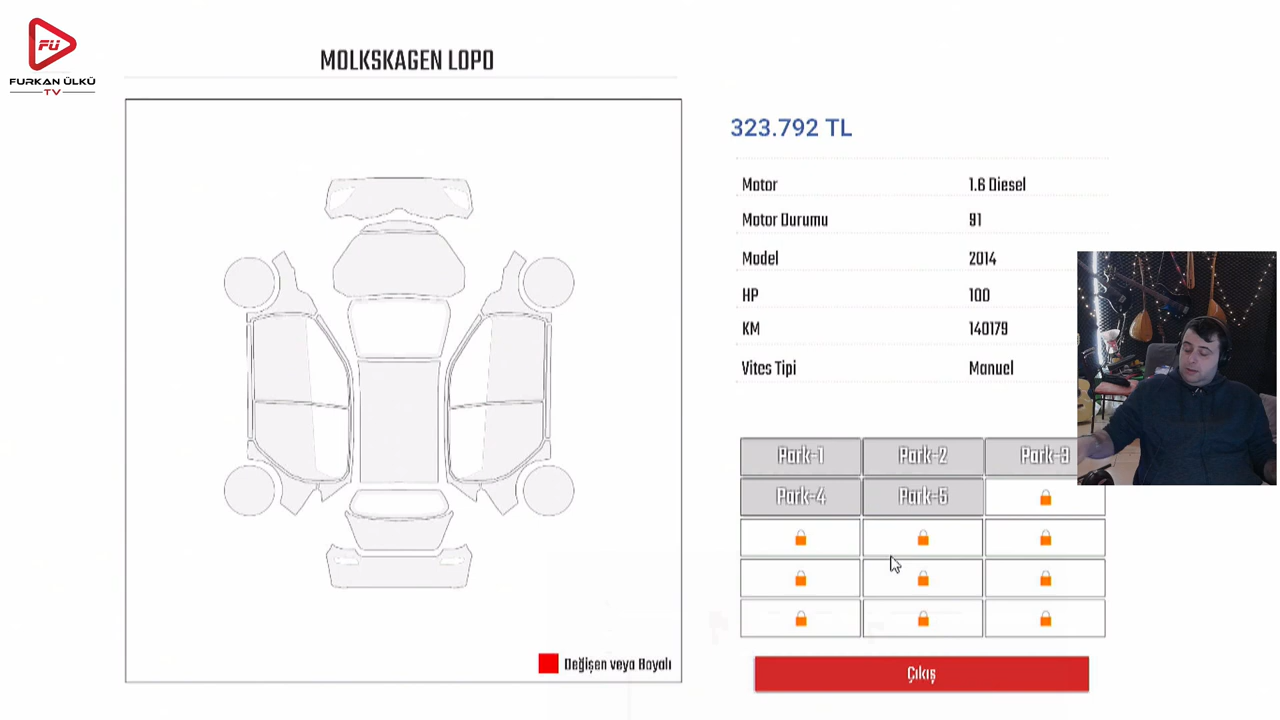 FU
FURKAN ÜLKÜ
TV
MOLKSKAGEN LOPO
323.792 TL
Motor 1.6 Diesel
Motor Durumu 91
Model 2014
HP 100
KM 140179
Vites Tipi Manuel
Park-1 Park-2 Park-3
Park-4 Park-5
Değişen veya Boyalı
Çıkış